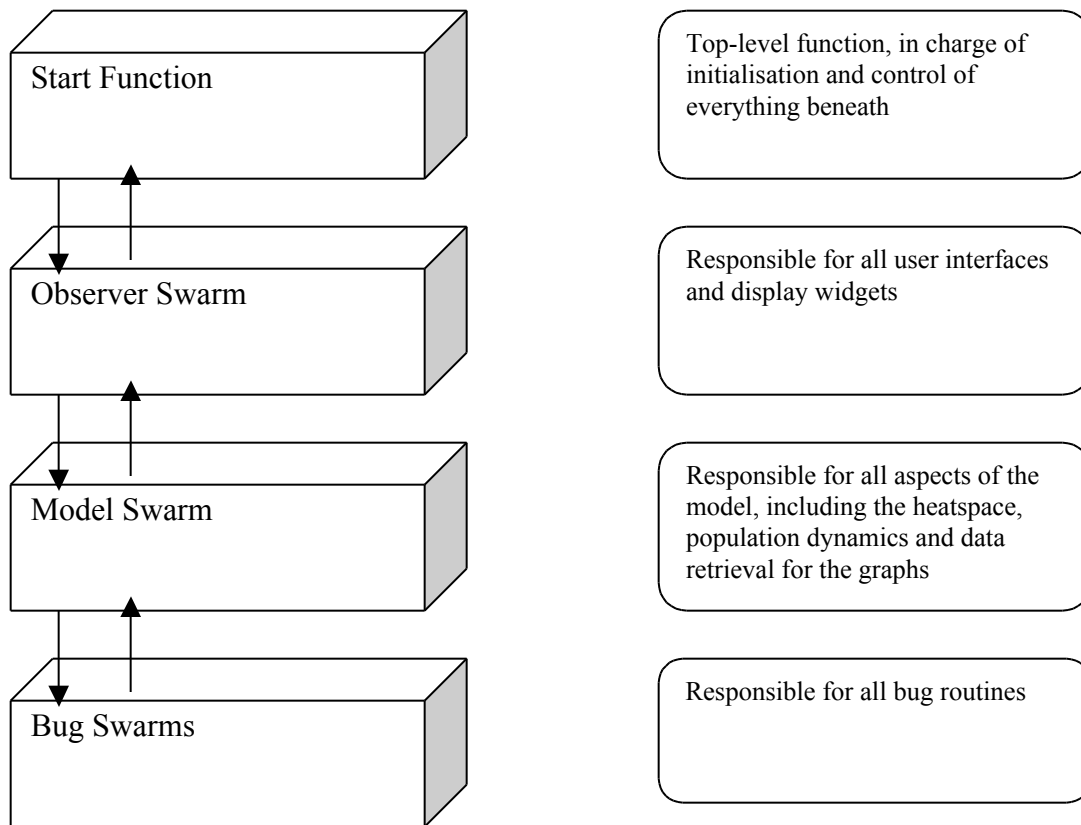 Start Function
Top-level function, in charge of
initialisation and control of
everything beneath
Observer Swarm
Responsible for all user interfaces
and display widgets
Model Swarm
Responsible for all aspects of the
model, including the heatspace,
population dynamics and data
retrieval for the graphs
Bug Swarms
Responsible for all bug routines